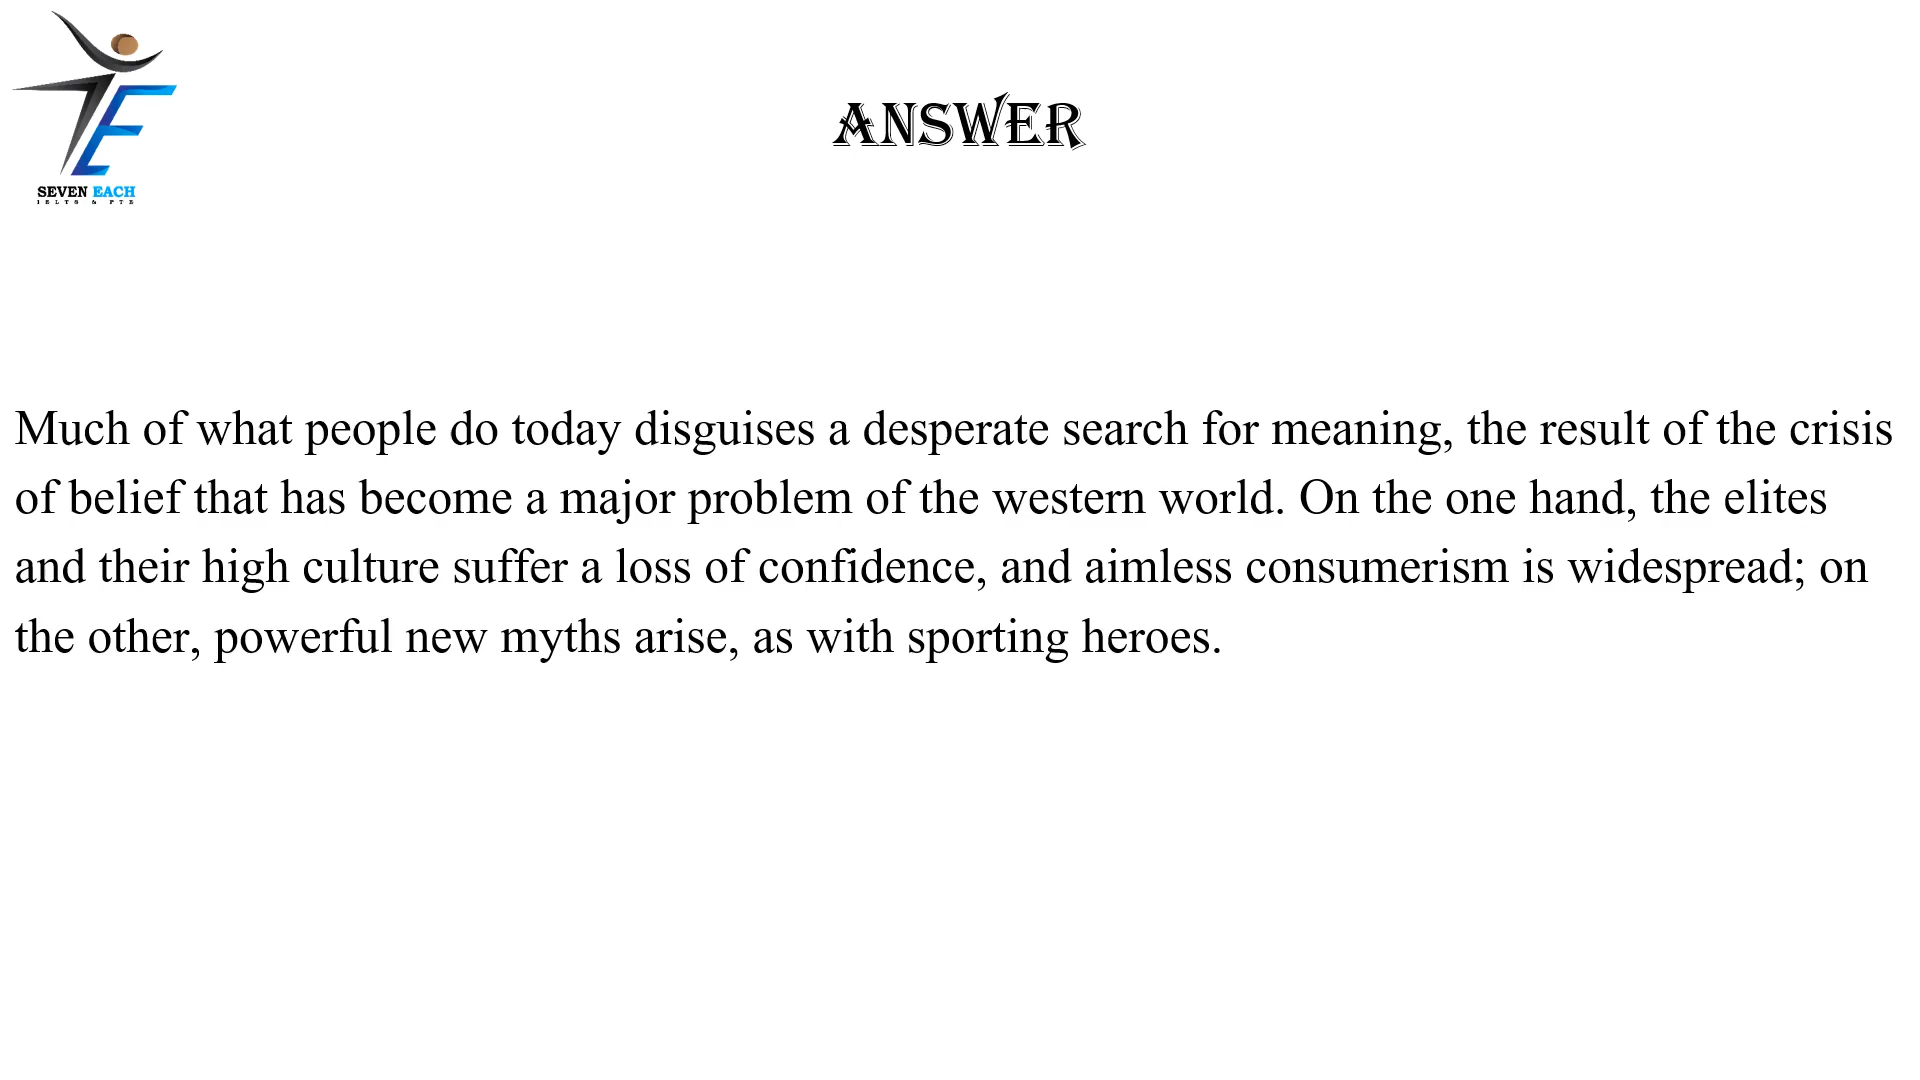 ANSWER
SEVEN EACH
IELTS & PTE
Much of what people do today disguises a desperate search for meaning, the result of the crisis
of belief that has become a major problem of the western world. On the one hand, the elites
and their high culture suffer a loss of confidence, and aimless consumerism is widespread; on
the other, powerful new myths arise, as with sporting heroes.